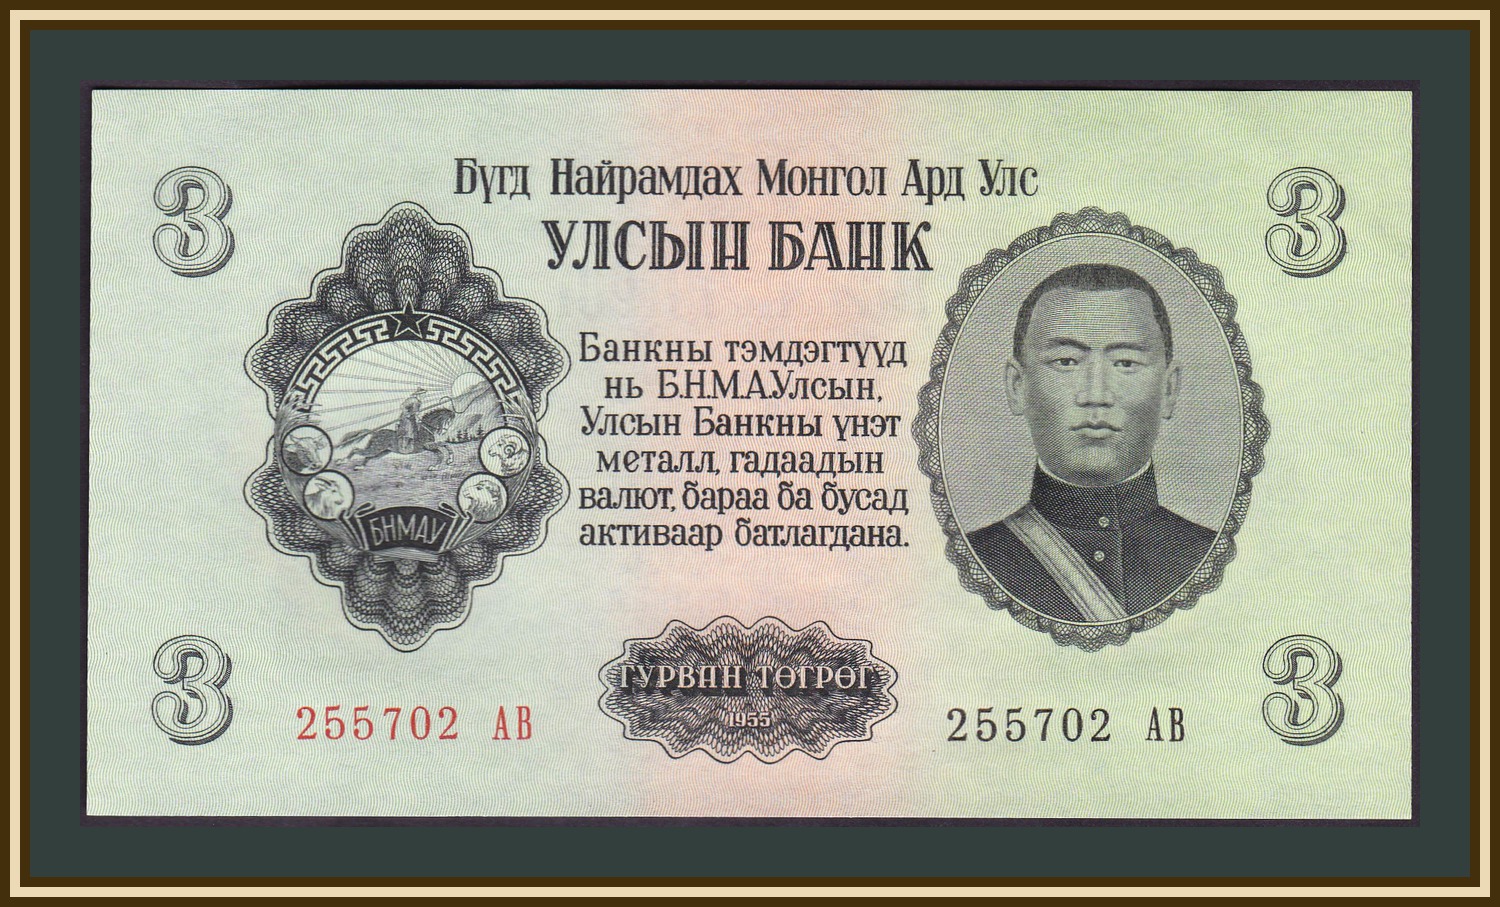 3
3
Бүгд Найрамдах Монгол Ард Улс
УЛСЫН БАНК
Банкны тэмдэгтүүд
нь Б.Н.М.А.Улсын,
Улсын Банкны үнэт
металл, гадаадын
валют, бараа ба бусад
активаар батлагдана.
БНМАУ
ГУРВАН ТӨГРӨГ
1955
3
255702 АВ
255702 АВ
3